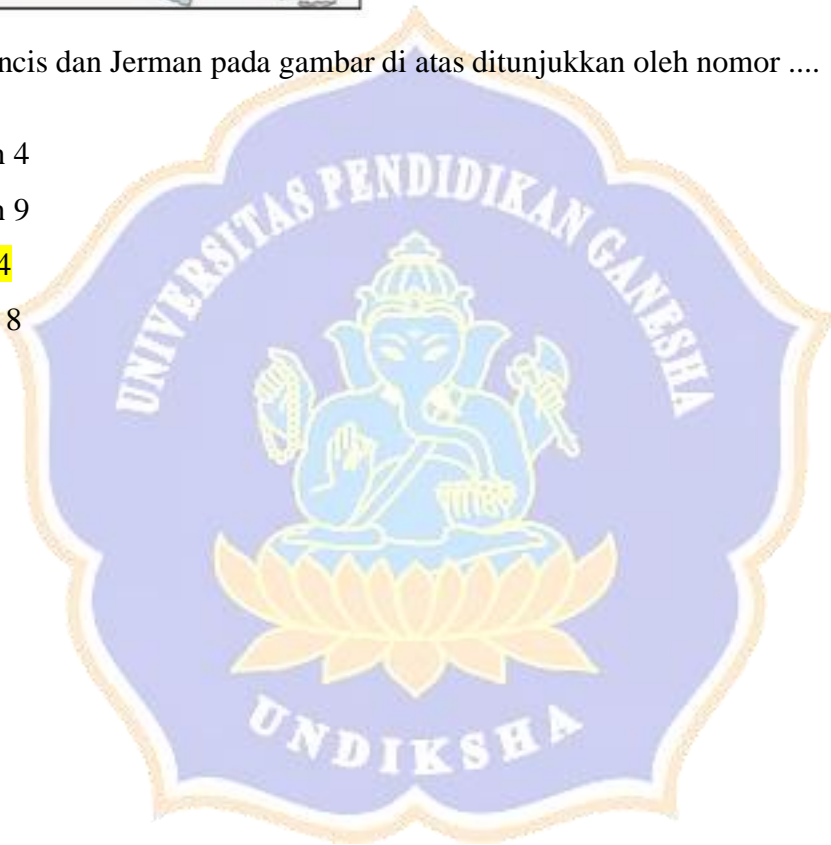 ncis dan Jerman pada gambar di atas ditunjukkan oleh nomor ....
n 4
n 9
4
8
UNIVERSITAS PENDIDIKAN GANESHA
UNDIKSHA